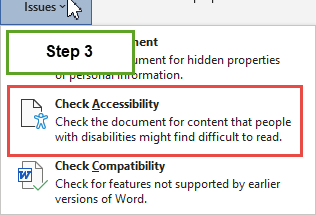 Issues
Step 3
ment
ument for hidden properties
or personal information.
Check Accessibility
Check the document for content that people
with disabilities might find difficult to read.
Check Compatibility
Check for features not supported by earlier
versions of Word.